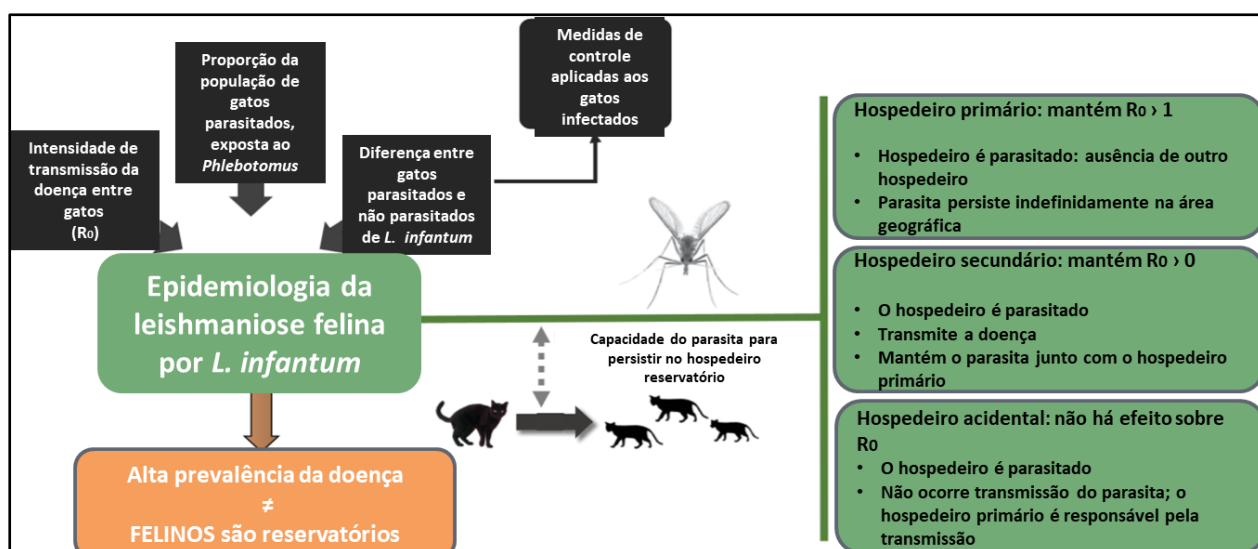 Intensidade de
transmissão da
doença entre
gatos
(R₀)
Proporção da
população de
gatos
parasitados,
exposta ao
Phlebotomus
Diferença entre
gatos
parasitados e
não parasitados
de L. infantum
Medidas de
controle
aplicadas aos
gatos
infectados
Epidemiologia da
leishmaniose felina
por L. infantum
Alta prevalência da doença
≠
FELINOS são reservatórios
Capacidade do parasita para
persistir no hospedeiro
reservatório
Hospedeiro primário: mantém R₀ › 1
• Hospedeiro é parasitado: ausência de outro
hospedeiro
• Parasita persiste indefinidamente na área
geográfica
Hospedeiro secundário: mantém R₀ › 0
• O hospedeiro é parasitado
• Transmite a doença
• Mantém o parasita junto com o hospedeiro
primário
Hospedeiro acidental: não há efeito sobre
R₀
• O hospedeiro é parasitado
• Não ocorre transmissão do parasita; o
hospedeiro primário é responsável pela
transmissão